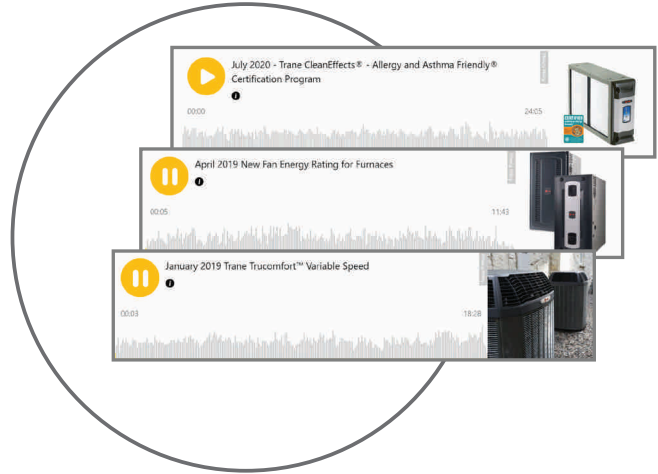 July 2020 - Trane CleanEffects® - Allergy and Asthma Friendly®
Certification Program
00:00
24:05
April 2019 New Fan Energy Rating for Furnaces
00:05
11:43
January 2019 Trane Trucomfort™ Variable Speed
00:03
18:28